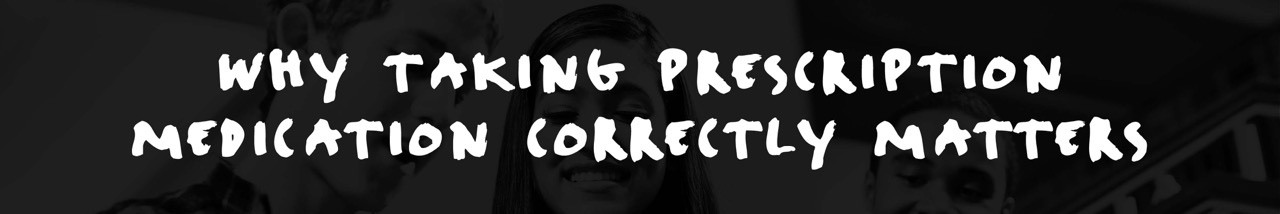 WHY TAKING PRESCRIPTION
MEDICATION CORRECTLY MATTERS